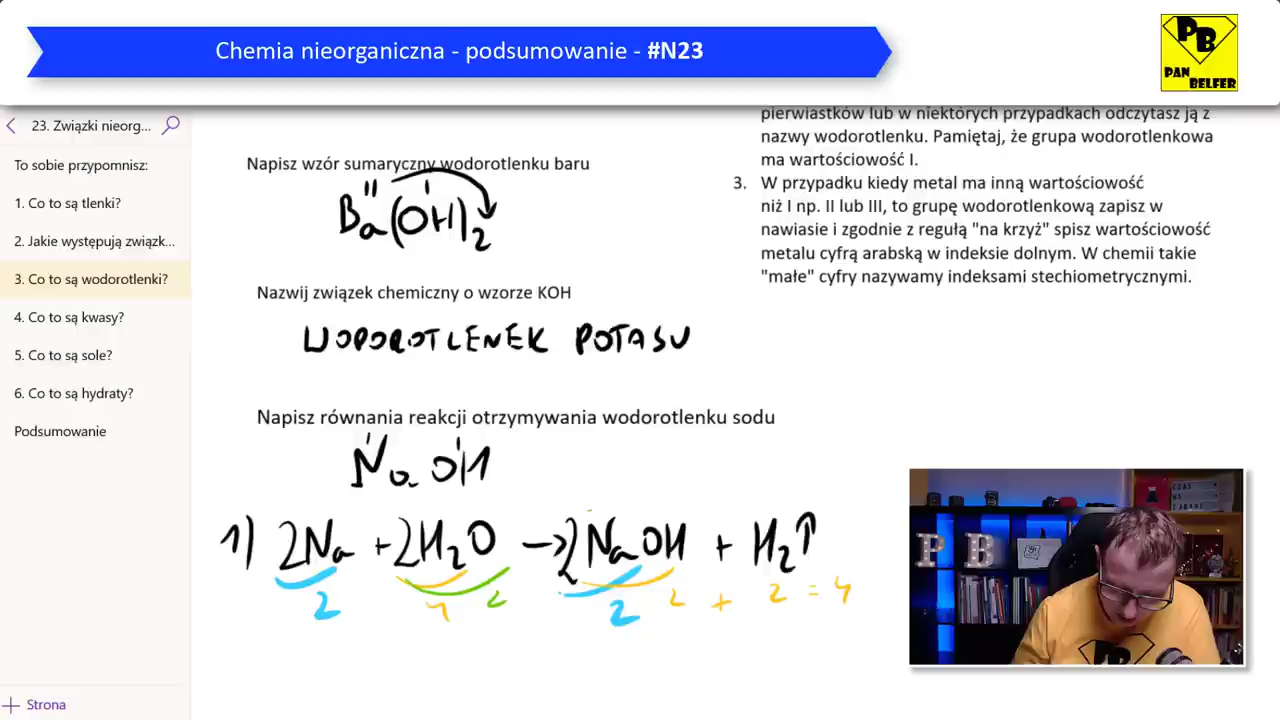 Chemia nieorganiczna - podsumowanie - #N23
PB
PAN
BELFER
23. Związki nieorg...
To sobie przypomnisz:
1. Co to są tlenki?
2. Jakie występują związk...
3. Co to są wodorotlenki?
4. Co to są kwasy?
5. Co to są sole?
6. Co to są hydraty?
Podsumowanie
+ Strona
Napisz wzór sumaryczny wodorotlenku baru
II I
Ba(OH)2
Nazwij związek chemiczny o wzorze KOH
WODOROTLENEK POTASU
Napisz równania reakcji otrzymywania wodorotlenku sodu
I I
NaOH
1) 2Na + 2H2O → 2NaOH + H2↑
2 4 2 2 2 + 2 = 4
pierwiastków lub w niektórych przypadkach odczytasz ją z
nazwy wodorotlenku. Pamiętaj, że grupa wodorotlenkowa
ma wartościowość I.
3. W przypadku kiedy metal ma inną wartościowość
niż I np. II lub III, to grupę wodorotlenkową zapisz w
nawiasie i zgodnie z regułą "na krzyż" spisz wartościowość
metalu cyfrą arabską w indeksie dolnym. W chemii takie
"małe" cyfry nazywamy indeksami stechiometrycznymi.
CZAS
NA
P B